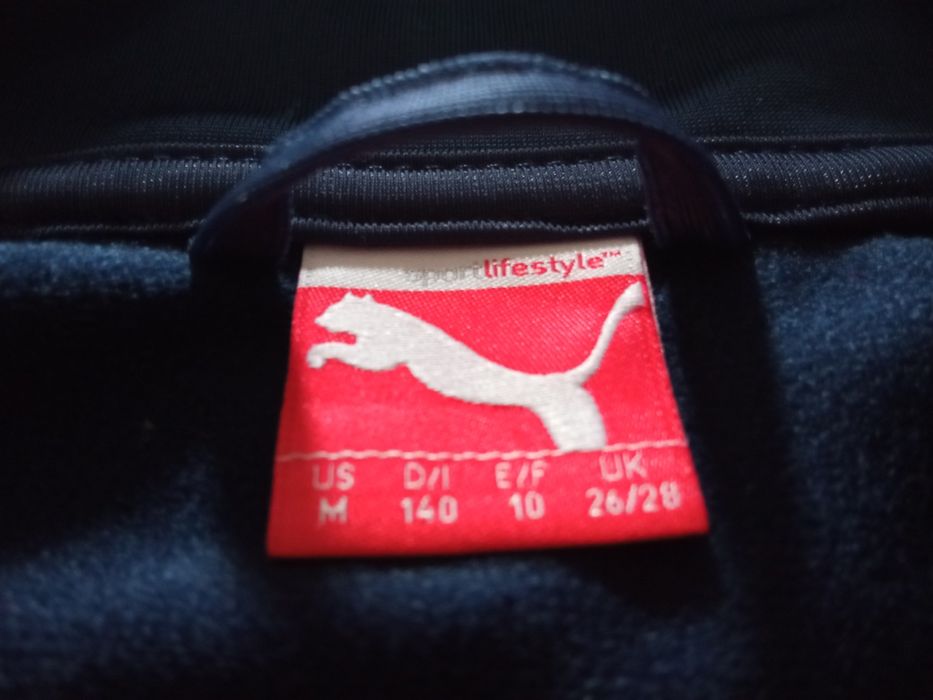 sportlifestyle™
US D/I E/F UK
M 140 10 26/28